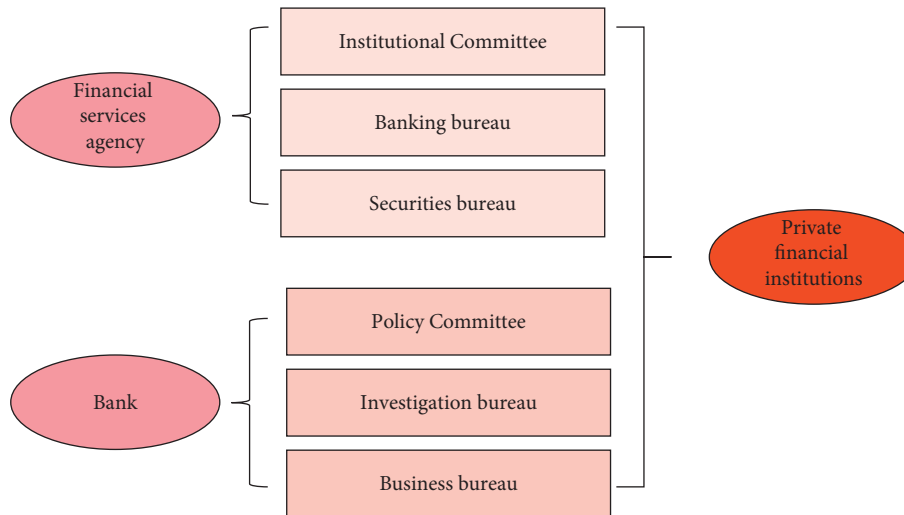 Financial
services
agency
Institutional Committee
Banking bureau
Securities bureau
Bank
Policy Committee
Investigation bureau
Business bureau
Private
financial
institutions